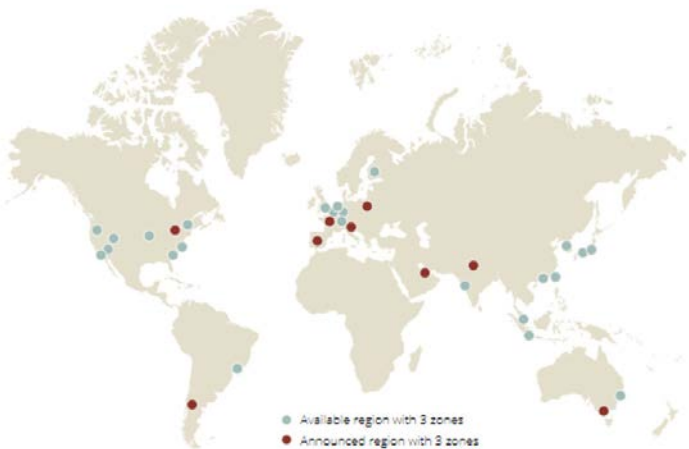 Available region with 3 zones
Announced region with 3 zones